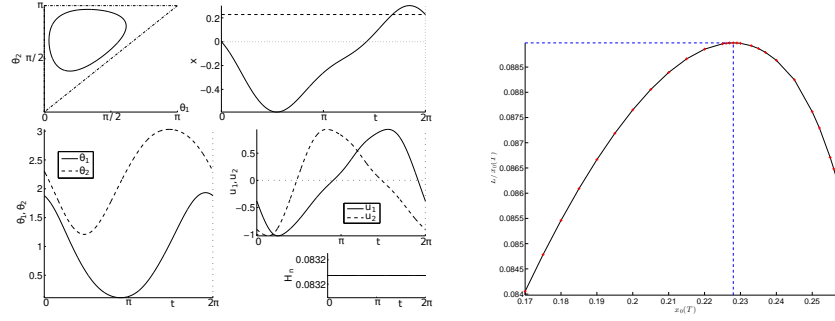 π
θ₂
π/2
0
π/2
θ₁
π
0.2
0
x
−0.2
−0.4
0
π
t
2π
3
2.5
2
1.5
1
0.5
θ₁, θ₂
θ₁
θ₂
0
π
t
2π
0.5
0
−0.5
−1
u₁,u₂
u₁
u₂
0
π
t
2π
0.0832
0.0832
Hₙ
0
π
t
2π
0.0885
0.088
0.0875
0.087
0.0865
0.086
0.0855
0.085
0.0845
0.084
0.17
0.18
0.19
0.2
0.21
0.22
0.23
0.24
0.25
x₀(T)